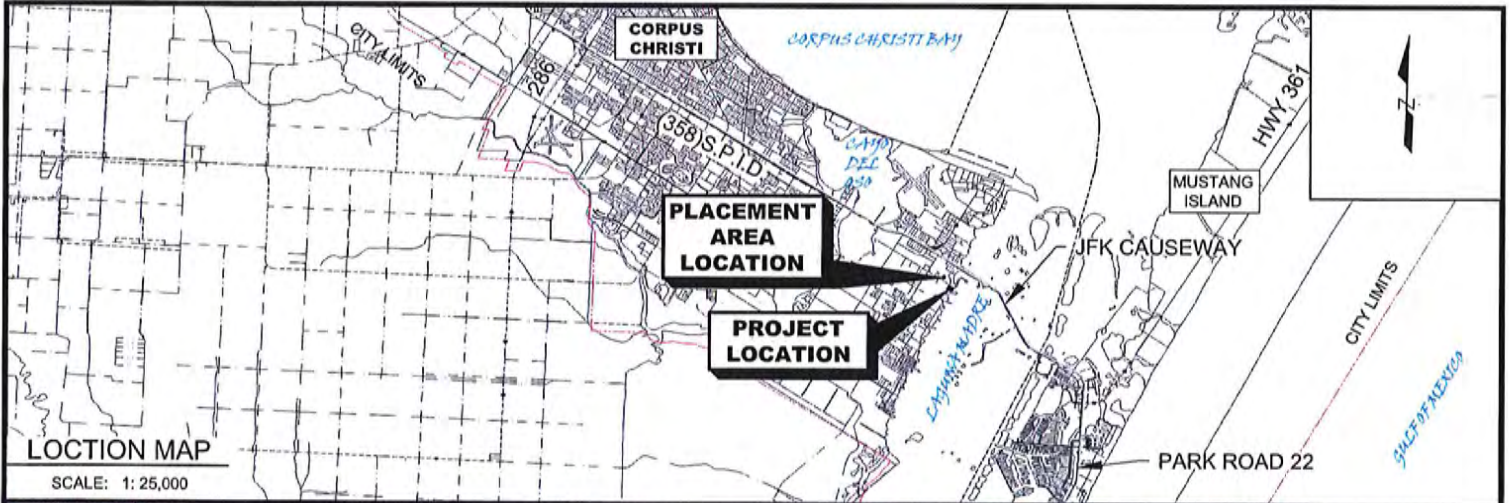 CITY LIMITS
286
CORPUS
CHRISTI
CORPUS CHRISTI BAY
(358)S.P.I.D
CAYO
DEL
OSO
HWY 361
N
MUSTANG
ISLAND
PLACEMENT
AREA
LOCATION
JFK CAUSEWAY
PROJECT
LOCATION
LAGUNA MADRE
CITY LIMITS
GULF OF MEXICO
PARK ROAD 22
LOCTION MAP
SCALE: 1: 25,000